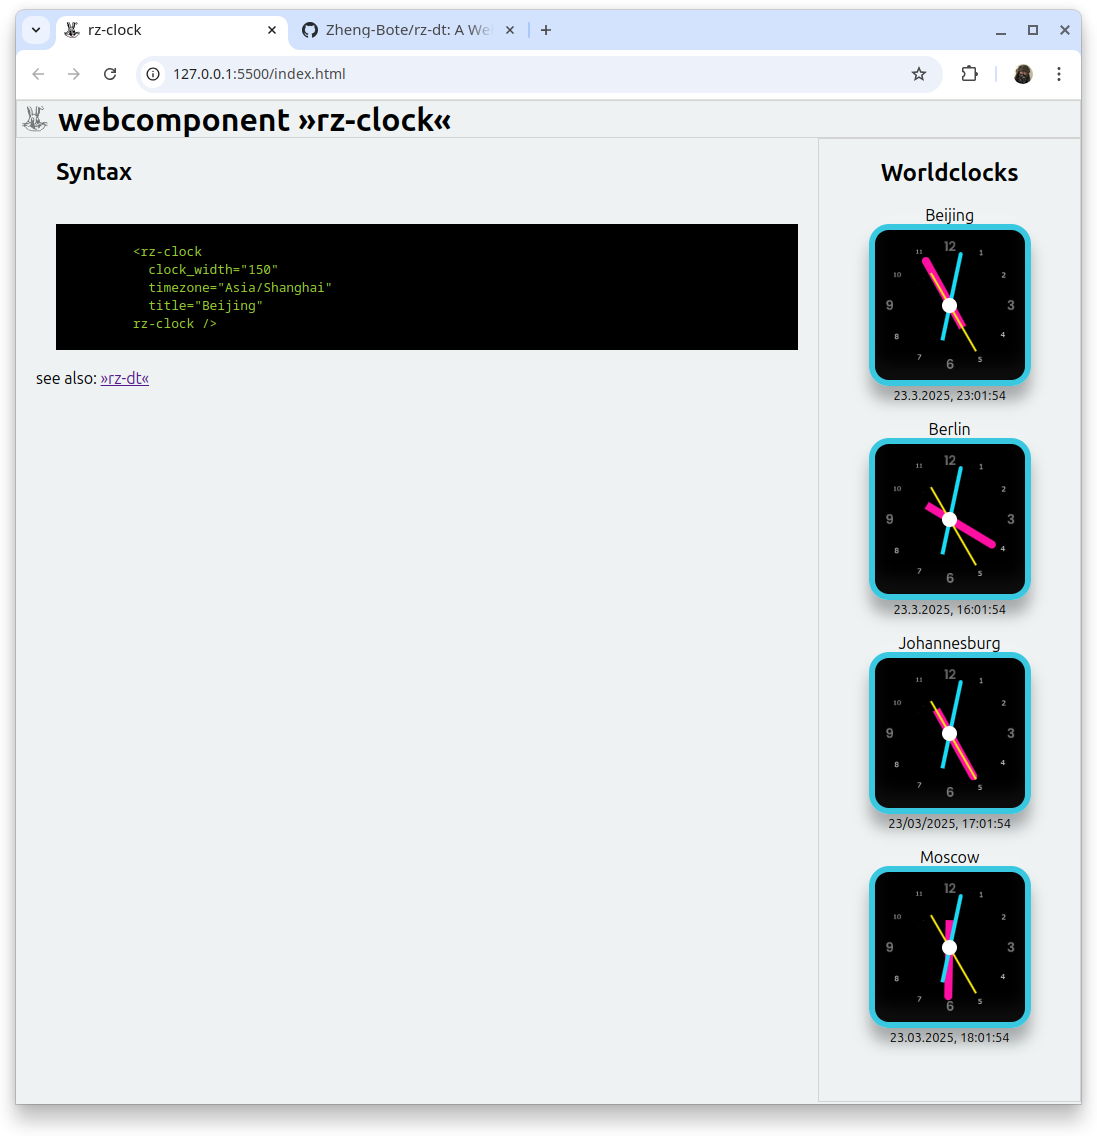 rz-clock
Zheng-Bote/rz-dt: A We
127.0.0.1:5500/index.html
webcomponent »rz-clock«
Syntax
<rz-clock
clock_width="150"
timezone="Asia/Shanghai"
title="Beijing"
rz-clock />
see also: »rz-dt«
Worldclocks
Beijing
12
11 1
10 2
9 3
8 4
7 5
6
23.3.2025, 23:01:54
Berlin
12
11 1
10 2
9 3
8 4
7 5
6
23.3.2025, 16:01:54
Johannesburg
12
11 1
10 2
9 3
8 4
7 5
6
23/03/2025, 17:01:54
Moscow
12
11 1
10 2
9 3
8 4
7 5
6
23.03.2025, 18:01:54